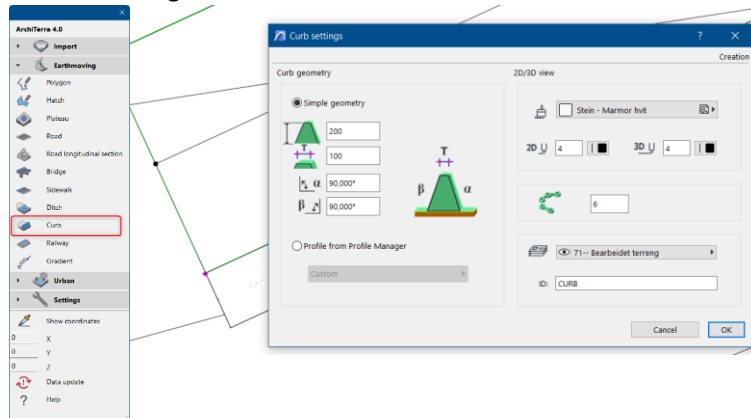 ArchiTerra 4.0
Import
Earthmoving
Polygon
Hatch
Plateau
Road
Road longitudinal section
Bridge
Sidewalk
Ditch
Curb
Railway
Gradient
Urban
Settings
Show coordinates
0 X
0 Y
0 Z
Data update
? Help
Curb settings
Creation
Curb geometry
Simple geometry
200
T 100
α 90,000°
β 90,000°
T
β α
Profile from Profile Manager
Custom
2D/3D view
Stein - Marmor hvit
2D 4 3D 4
6
71-- Bearbeidet terreng
ID: CURB
Cancel OK